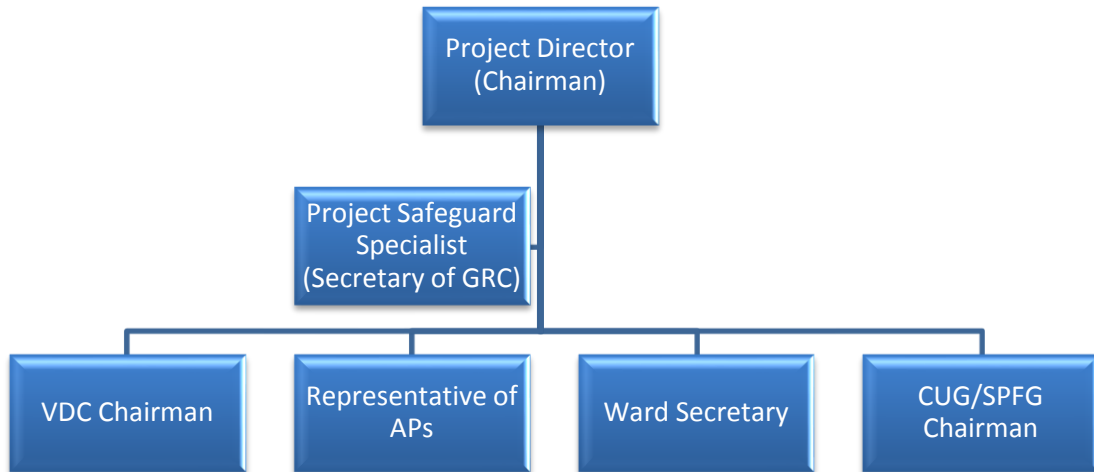 Project Director
(Chairman)
Project Safeguard
Specialist
(Secretary of GRC)
VDC Chairman
Representative of
APs
Ward Secretary
CUG/SPFG
Chairman